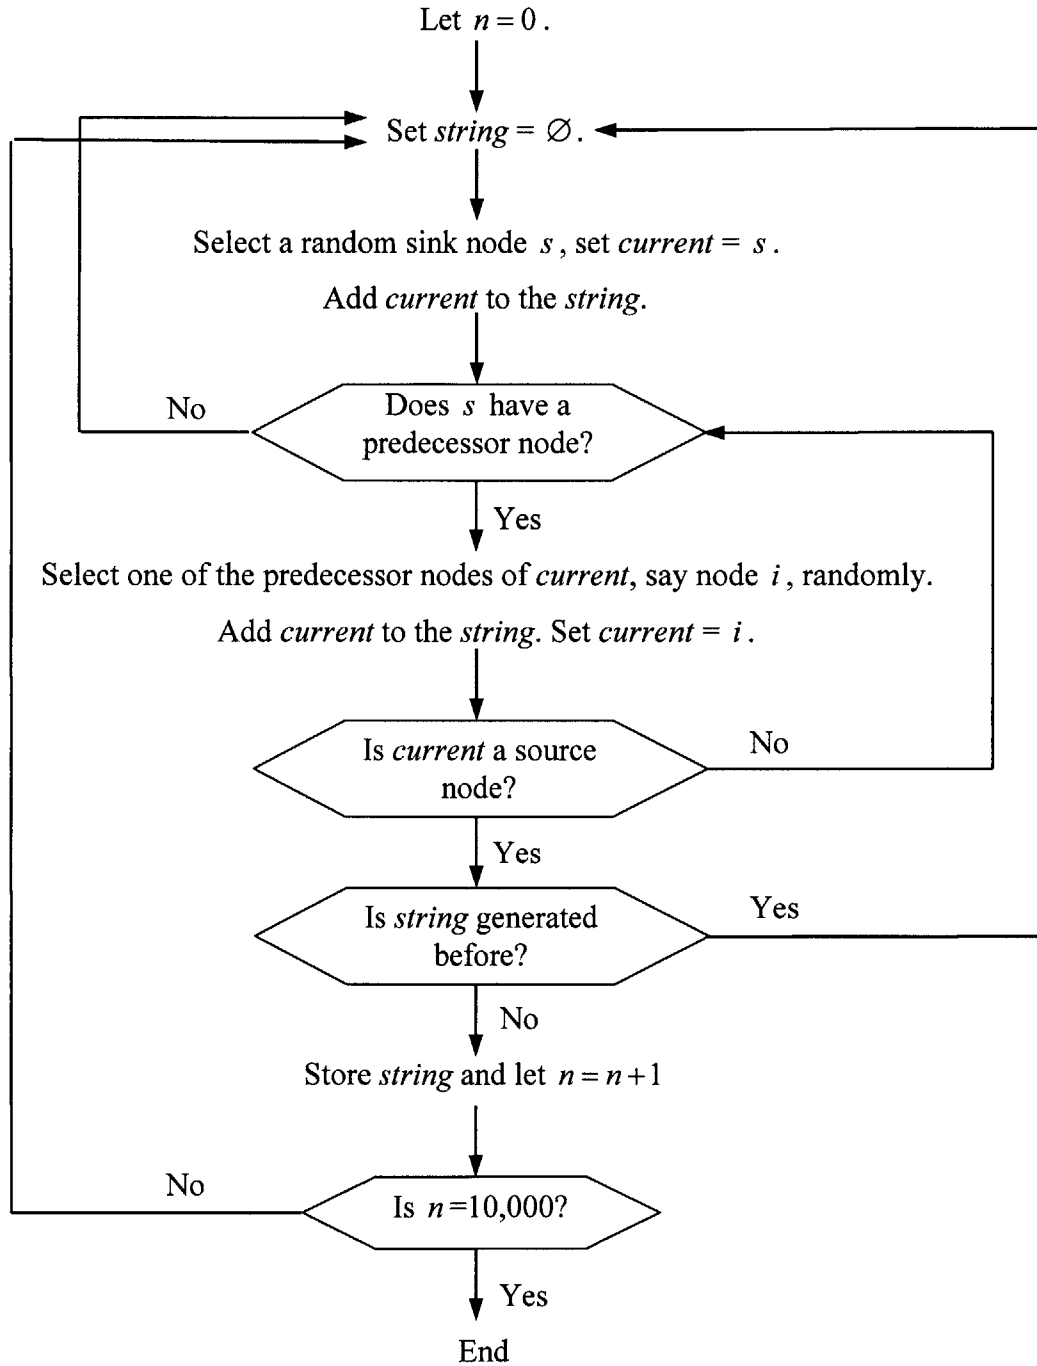 Let n = 0 .
Set string = ∅ .
Select a random sink node s , set current = s .
Add current to the string.
Does s have a
predecessor node?
No
Yes
Select one of the predecessor nodes of current, say node i , randomly.
Add current to the string. Set current = i .
Is current a source
node?
No
Yes
Is string generated
before?
Yes
No
Store string and let n = n + 1
No
Is n =10,000?
Yes
End